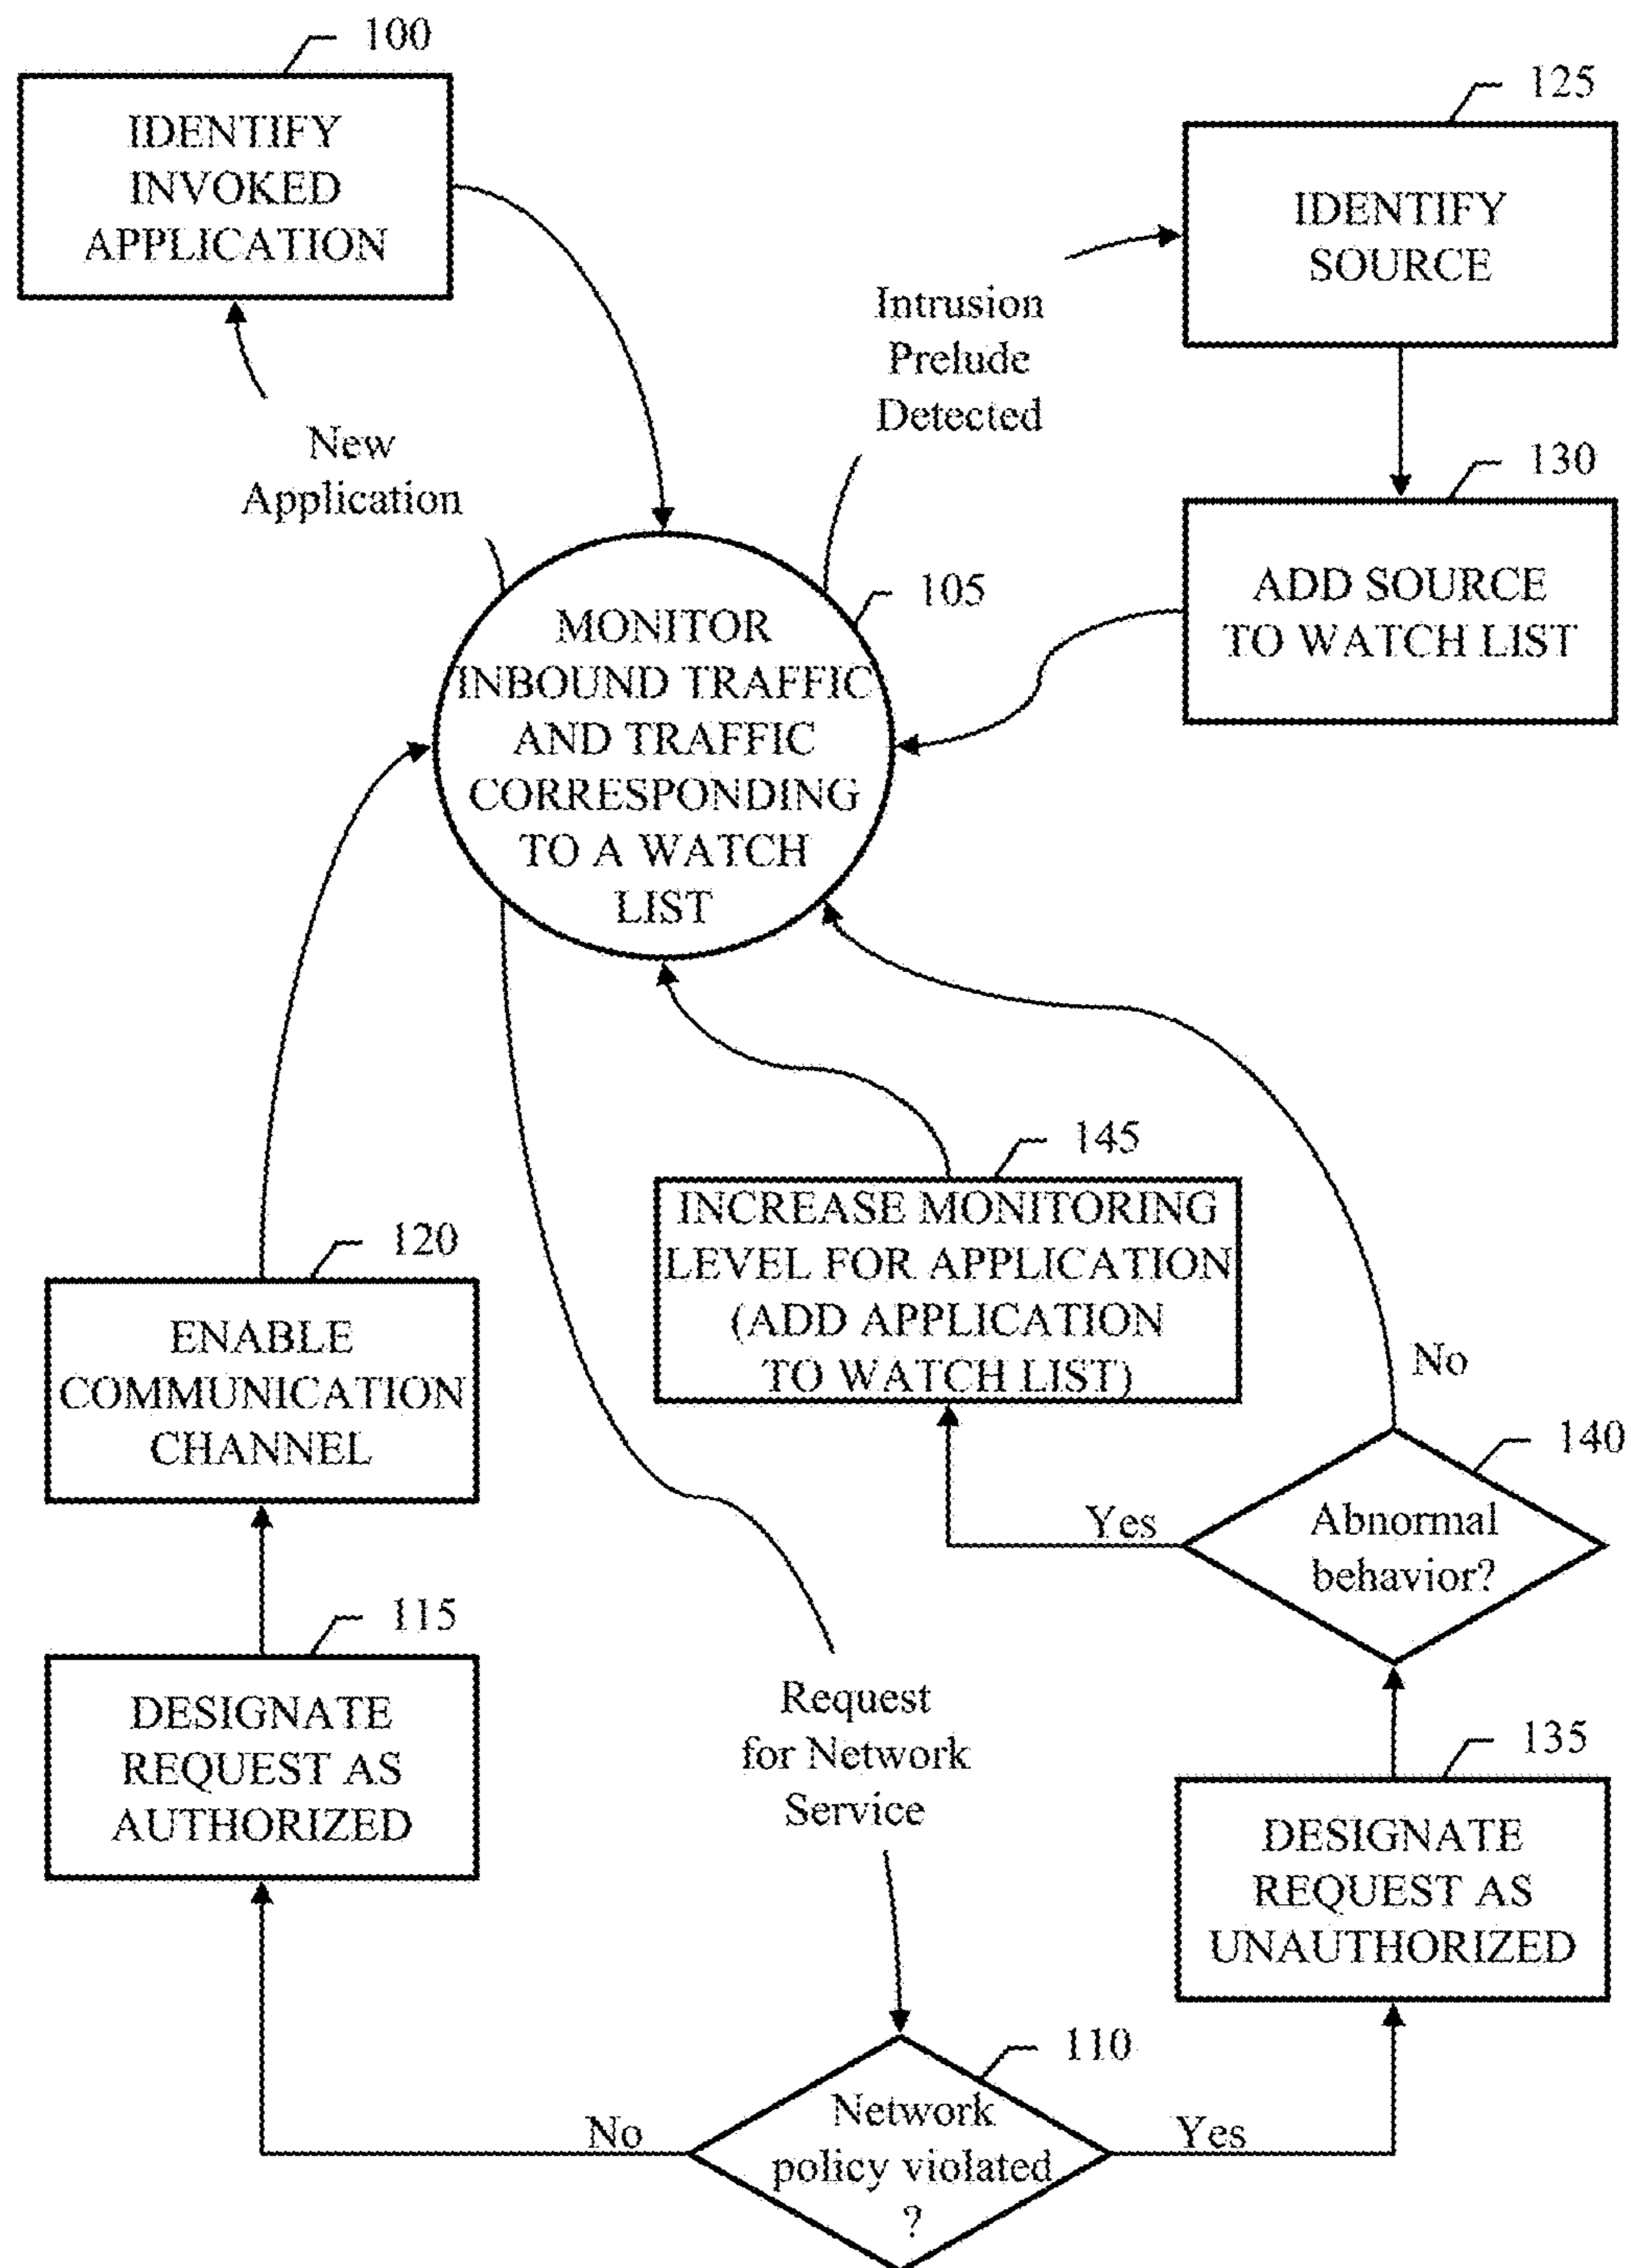 100
IDENTIFY
INVOKED
APPLICATION
125
IDENTIFY
SOURCE
Intrusion
Prelude
Detected
New
Application
130
ADD SOURCE
TO WATCH LIST
105
MONITOR
INBOUND TRAFFIC
AND TRAFFIC
CORRESPONDING
TO A WATCH
LIST
145
INCREASE MONITORING
LEVEL FOR APPLICATION
(ADD APPLICATION
TO WATCH LIST)
120
ENABLE
COMMUNICATION
CHANNEL
No
140
Abnormal
behavior?
Yes
115
DESIGNATE
REQUEST AS
AUTHORIZED
Request
for Network
Service
135
DESIGNATE
REQUEST AS
UNAUTHORIZED
110
Network
policy violated
?
No
Yes